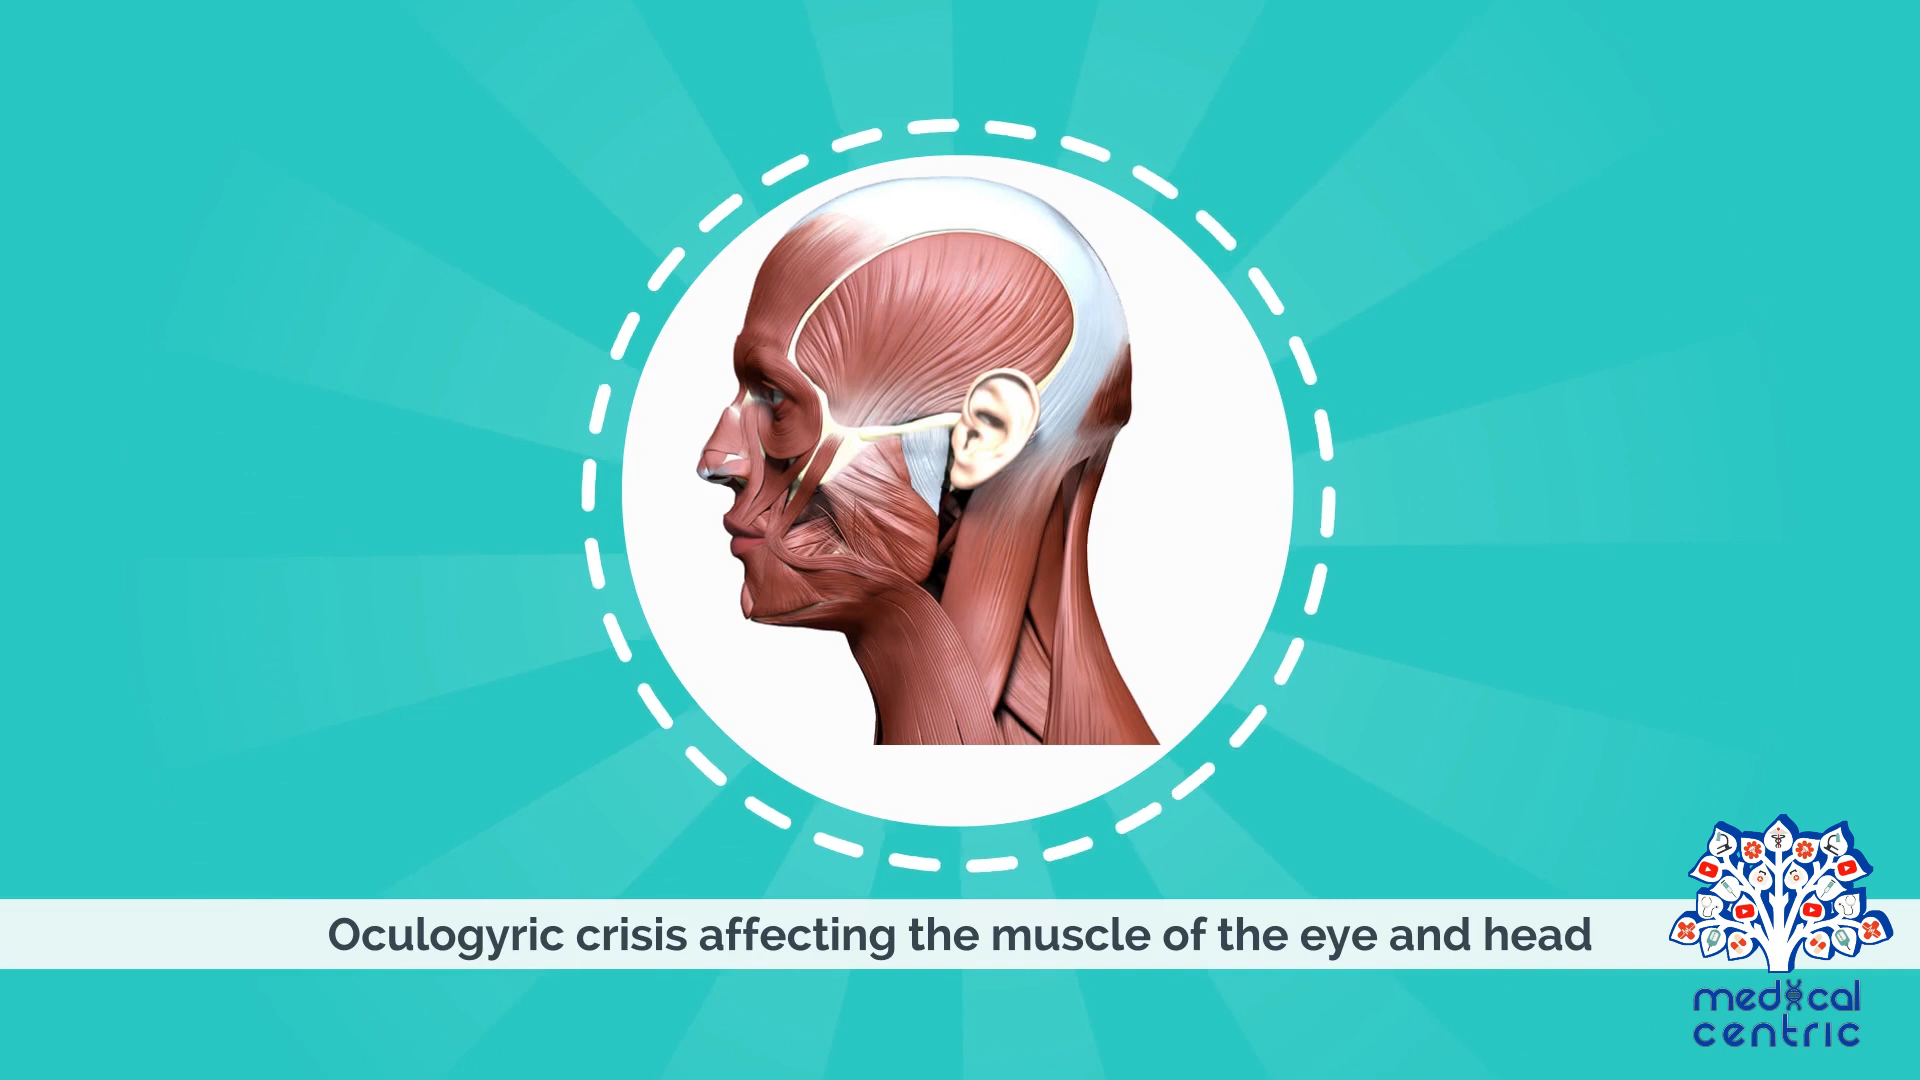 Oculogyric crisis affecting the muscle of the eye and head
medical
centric